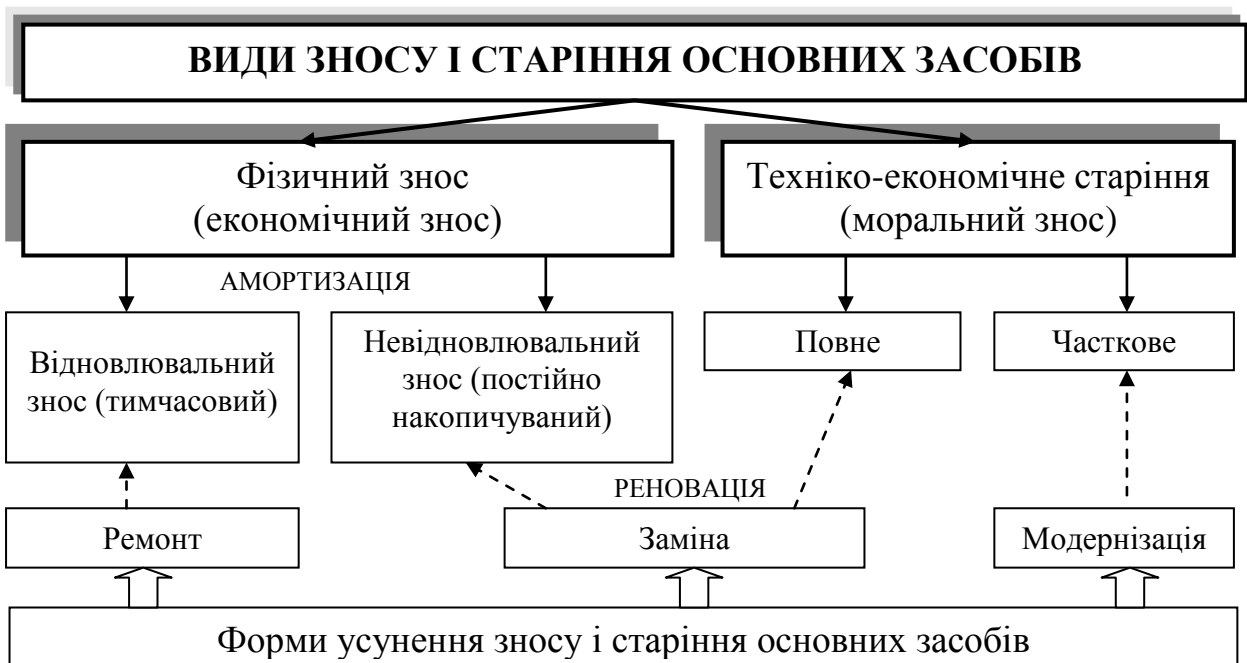 ВИДИ ЗНОСУ І СТАРІННЯ ОСНОВНИХ ЗАСОБІВ
Фізичний знос
(економічний знос)
Техніко-економічне старіння
(моральний знос)
АМОРТИЗАЦІЯ
Відновлювальний
знос (тимчасовий)
Невідновлювальний
знос (постійно
накопичуваний)
Повне
Часткове
РЕНОВАЦІЯ
Ремонт
Заміна
Модернізація
Форми усунення зносу і старіння основних засобів